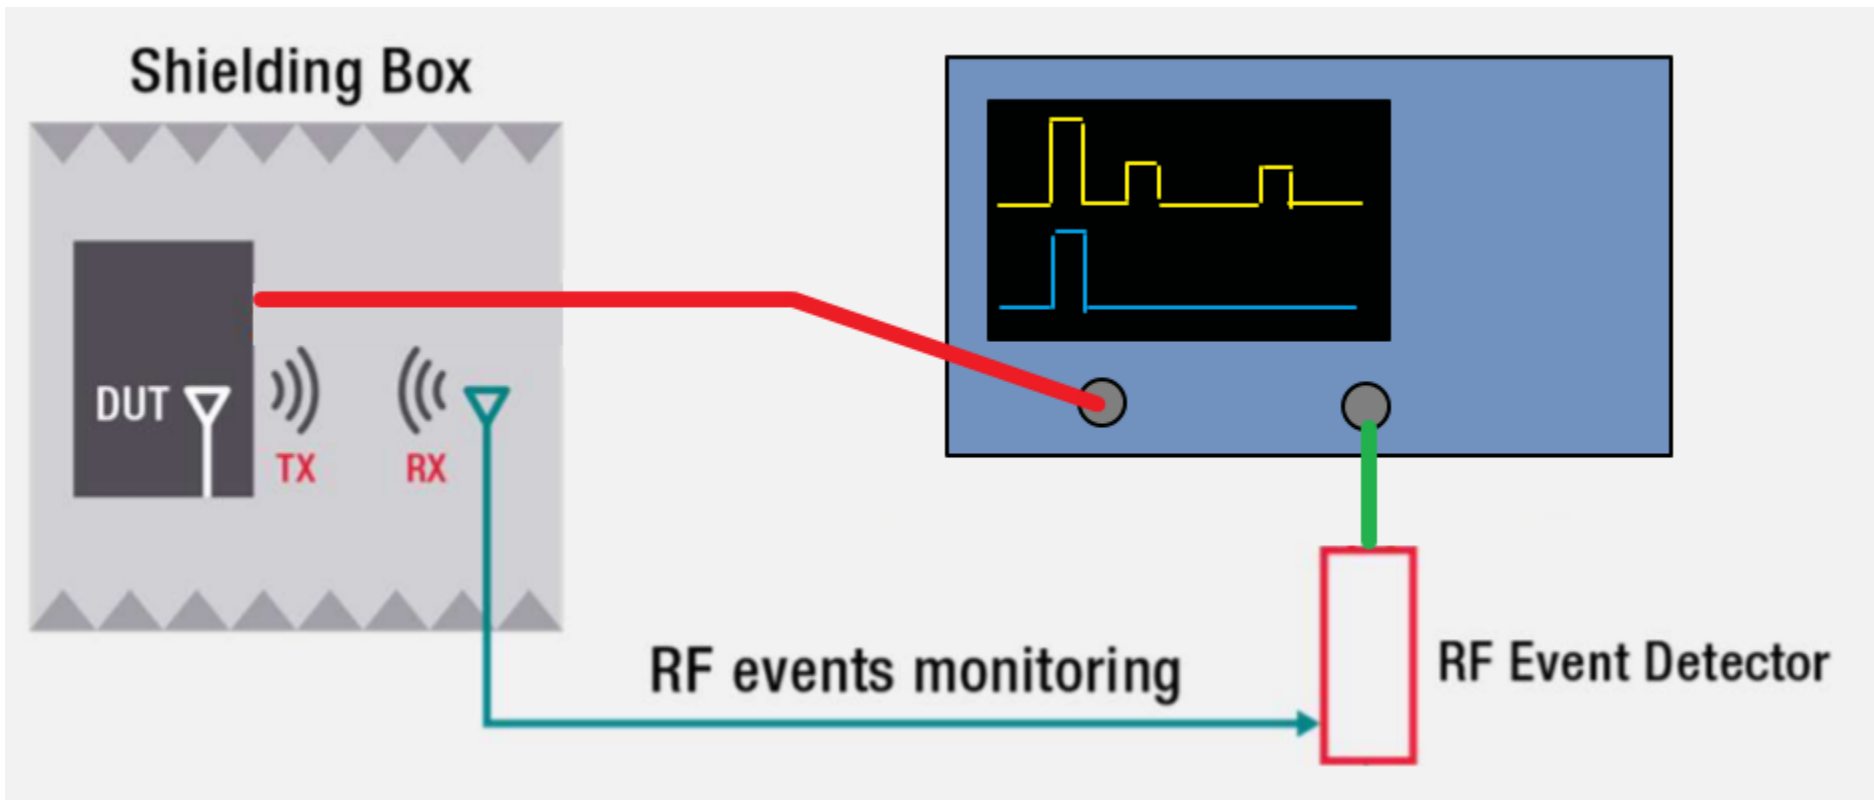 Shielding Box
DUT
TX
RX
RF events monitoring
RF Event Detector